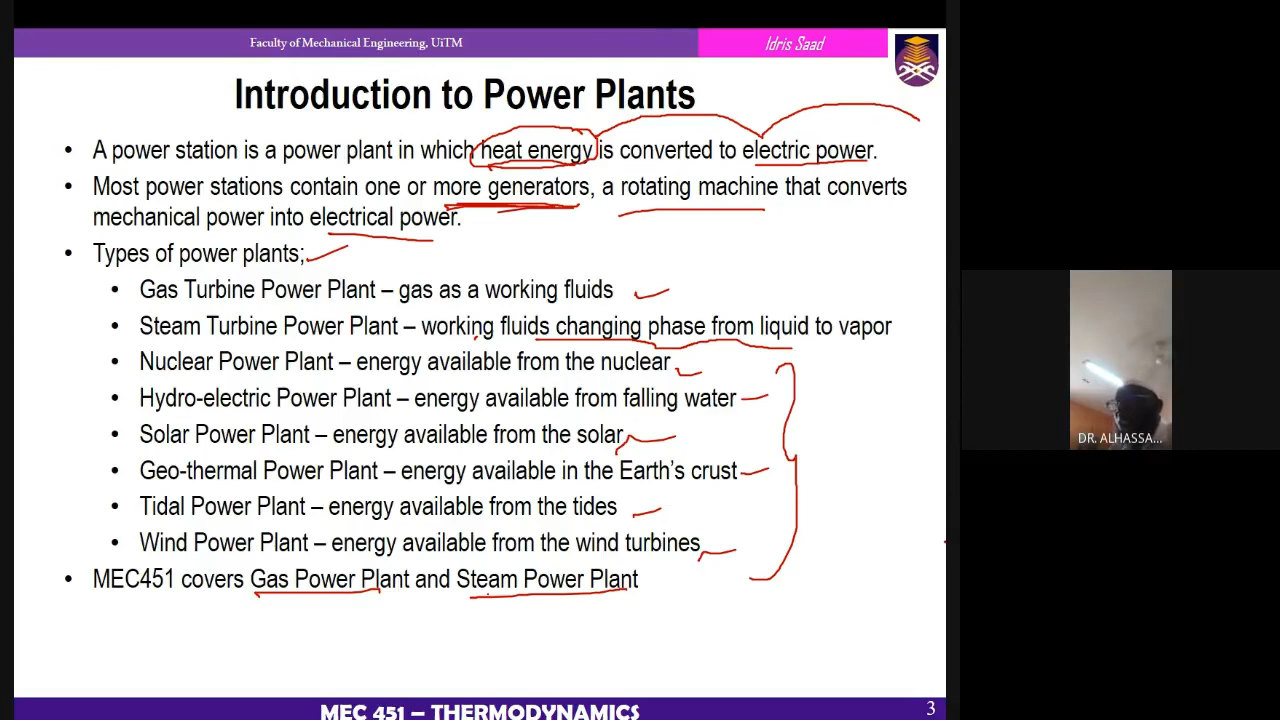 Faculty of Mechanical Engineering, UiTM
Idris Saad
Introduction to Power Plants
• A power station is a power plant in which heat energy is converted to electric power.
• Most power stations contain one or more generators, a rotating machine that converts
mechanical power into electrical power.
• Types of power plants;
• Gas Turbine Power Plant – gas as a working fluids
• Steam Turbine Power Plant – working fluids changing phase from liquid to vapor
• Nuclear Power Plant – energy available from the nuclear
• Hydro-electric Power Plant – energy available from falling water
• Solar Power Plant – energy available from the solar
• Geo-thermal Power Plant – energy available in the Earth's crust
• Tidal Power Plant – energy available from the tides
• Wind Power Plant – energy available from the wind turbines
• MEC451 covers Gas Power Plant and Steam Power Plant
DR. ALHASSA...
MEC 451 – THERMODYNAMICS
3